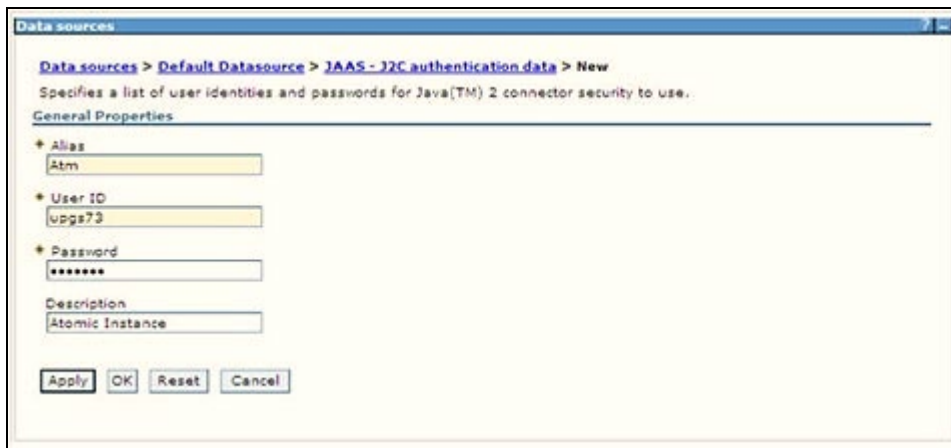 Data sources
Data sources > Default Datasource > JAAS - J2C authentication data > New
Specifies a list of user identities and passwords for Java(TM) 2 connector security to use.
General Properties
Alias
Atm
User ID
upgs73
Password
•••••••
Description
Atomic Instance
Apply OK Reset Cancel